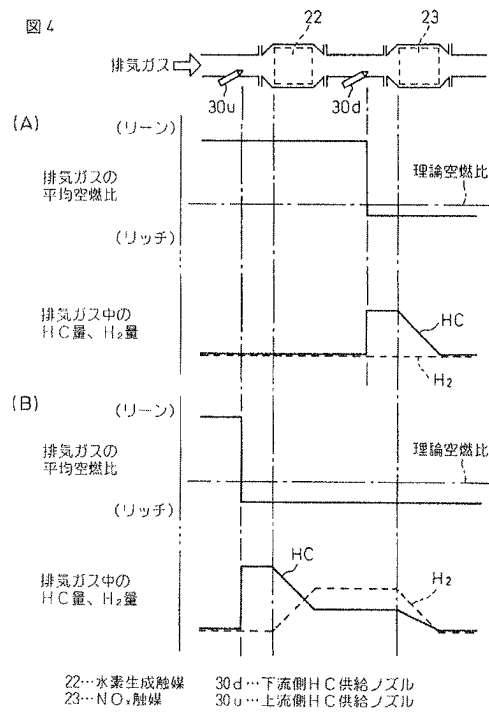 図4
22
23
排気ガス
30u
30d
(A)
(リーン)
排気ガスの
平均空燃比
理論空燃比
(リッチ)
排気ガス中の
HC量、H₂量
HC
H₂
(B)
(リーン)
排気ガスの
平均空燃比
理論空燃比
(リッチ)
HC
H₂
排気ガス中の
HC量、H₂量
22…水素生成触媒 30d…下流側HC供給ノズル
23…NOₓ触媒 30u…上流側HC供給ノズル